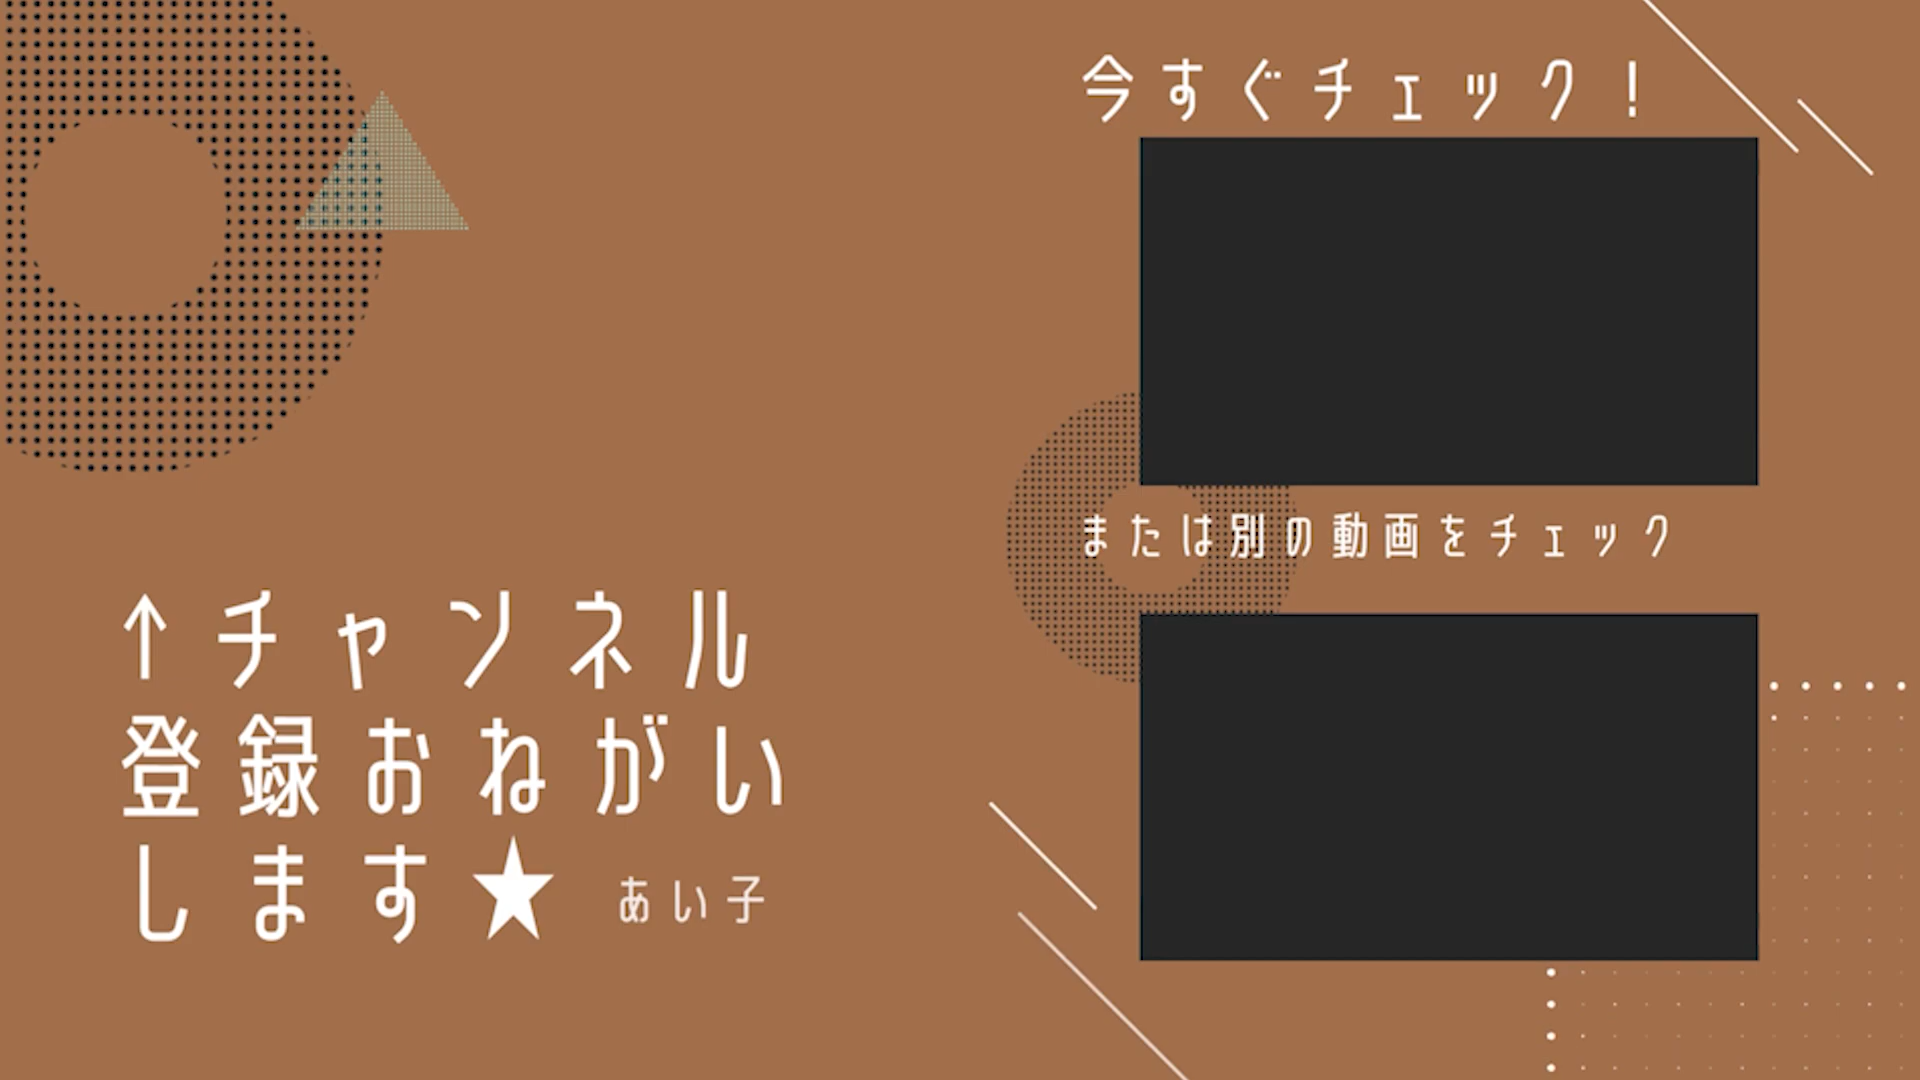 今すぐチェック!
または別の動画をチェック
↑チャンネル
登録おねがい
します★ あい子